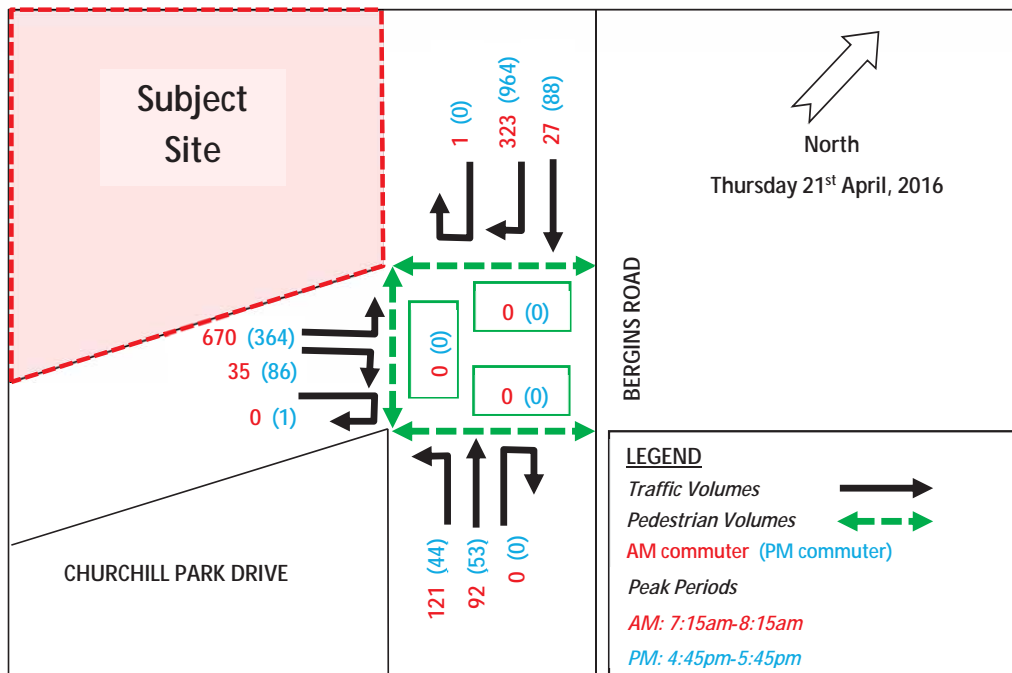 Subject
Site
1 (0)
323 (964)
27 (88)
North
Thursday 21st April, 2016
670 (364)
35 (86)
0 (1)
0 (0)
0 (0)
0 (0)
BERGINS ROAD
121 (44)
92 (53)
0 (0)
CHURCHILL PARK DRIVE
LEGEND
Traffic Volumes
Pedestrian Volumes
AM commuter (PM commuter)
Peak Periods
AM: 7:15am-8:15am
PM: 4:45pm-5:45pm